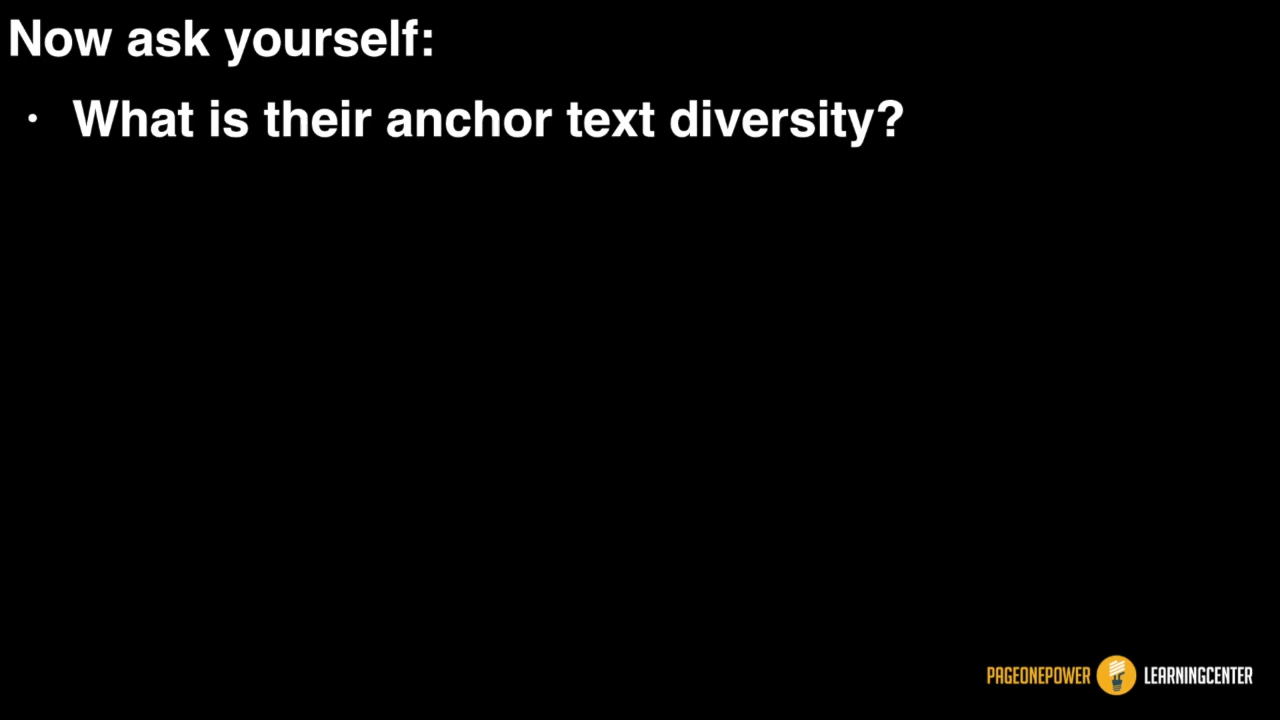 Now ask yourself:
• What is their anchor text diversity?
PAGEONEPOWER LEARNINGCENTER